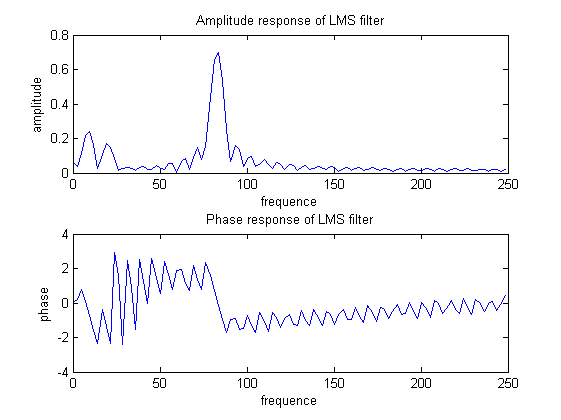 Amplitude response of LMS filter
0.8
0.6
0.4
0.2
0
amplitude
0 50 100 150 200 250
frequence
Phase response of LMS filter
4
2
0
-2
-4
phase
0 50 100 150 200 250
frequence